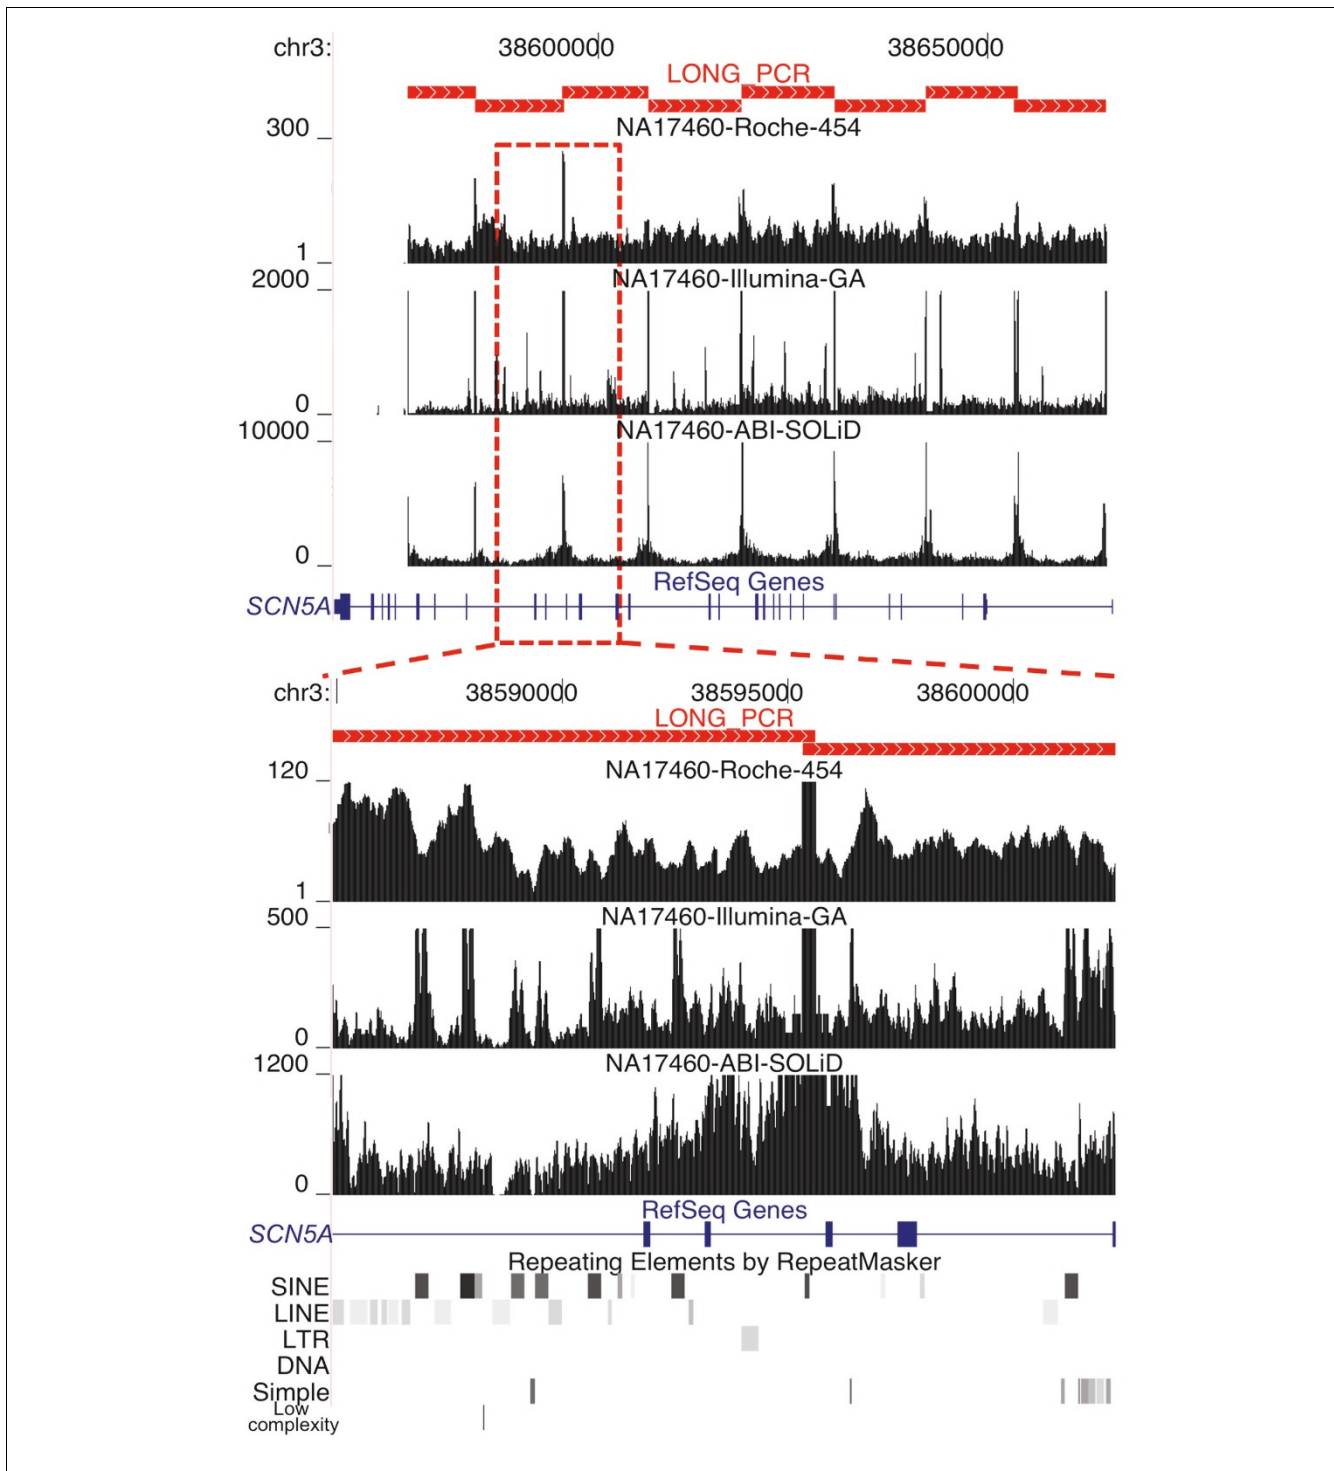 chr3: 38600000 38650000
LONG_PCR
NA17460-Roche-454
300
1
NA17460-Illumina-GA
2000
0
NA17460-ABI-SOLiD
10000
0
RefSeq Genes
SCN5A
chr3: 38590000 38595000 38600000
LONG_PCR
NA17460-Roche-454
120
1
NA17460-Illumina-GA
500
0
NA17460-ABI-SOLiD
1200
0
RefSeq Genes
SCN5A
Repeating Elements by RepeatMasker
SINE
LINE
LTR
DNA
Simple
Low
complexity